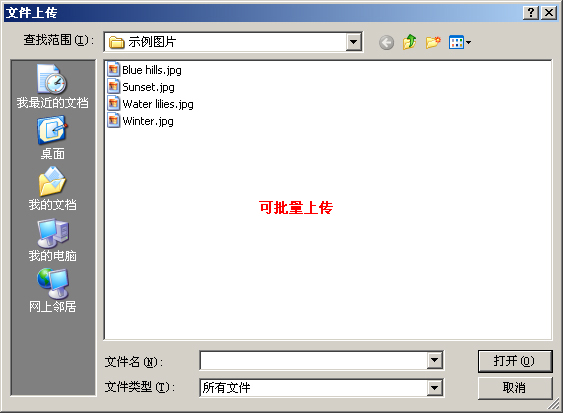 文件上传
查找范围(I):
示例图片
我最近的文档
桌面
我的文档
我的电脑
网上邻居
Blue hills.jpg
Sunset.jpg
Water lilies.jpg
Winter.jpg
可批量上传
文件名(N):
打开(O)
文件类型(T):
所有文件
取消